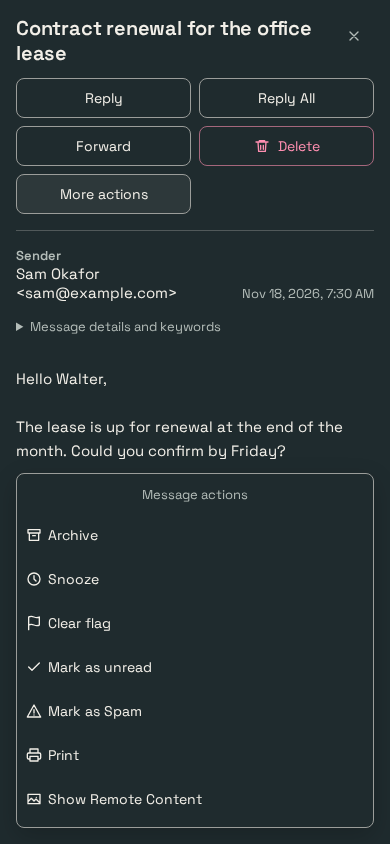 Contract renewal for the office
lease
Reply
Reply All
Forward
Delete
More actions
Sender
Sam Okafor
<sam@example.com>
Nov 18, 2026, 7:30 AM
Message details and keywords
Hello Walter,
The lease is up for renewal at the end of the
month. Could you confirm by Friday?
Message actions
Archive
Snooze
Clear flag
Mark as unread
Mark as Spam
Print
Show Remote Content